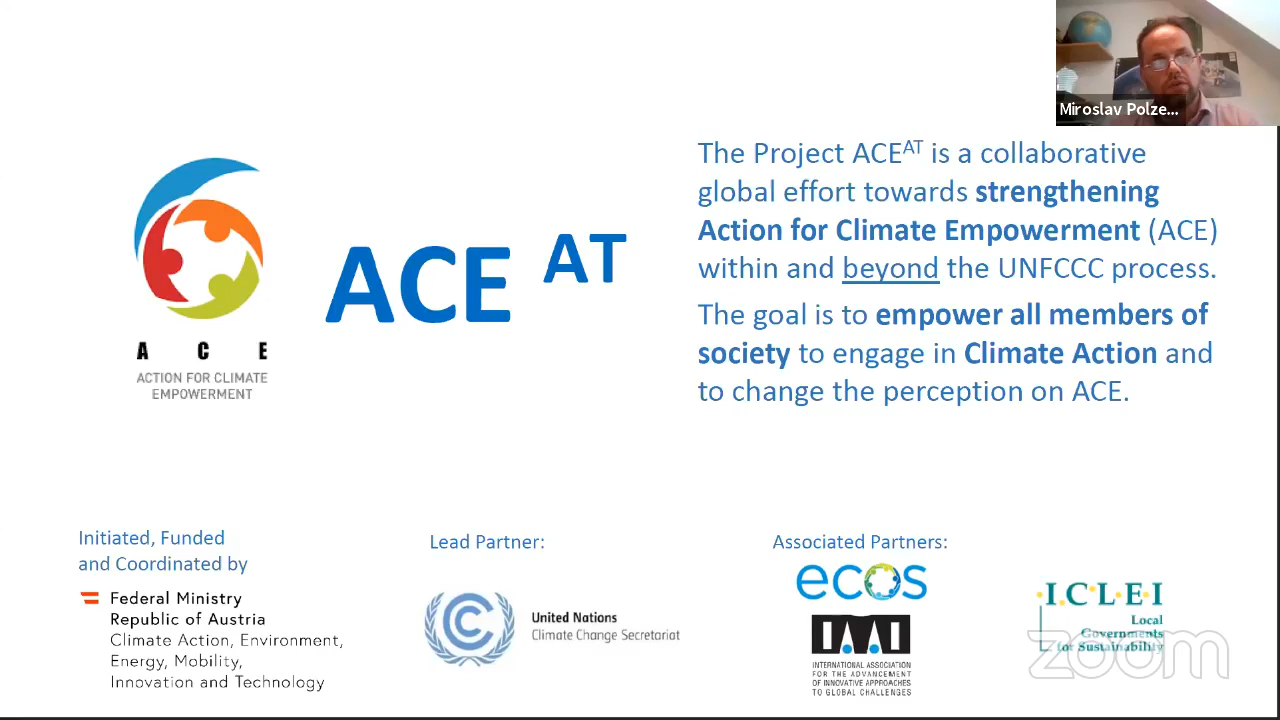 Miroslav Polze...
The Project ACE^AT is a collaborative
global effort towards strengthening
Action for Climate Empowerment (ACE)
within and beyond the UNFCCC process.
The goal is to empower all members of
society to engage in Climate Action and
to change the perception on ACE.
ACE AT
A C E
ACTION FOR CLIMATE
EMPOWERMENT
Initiated, Funded
and Coordinated by
Federal Ministry
Republic of Austria
Climate Action, Environment,
Energy, Mobility,
Innovation and Technology
Lead Partner:
United Nations
Climate Change Secretariat
Associated Partners:
ecos
IAAI
INTERNATIONAL ASSOCIATION
FOR THE ADVANCEMENT
OF INNOVATIVE APPROACHES
TO GLOBAL CHALLENGES
I.C.L.E.I
Local
Governments
for Sustainability
zoom